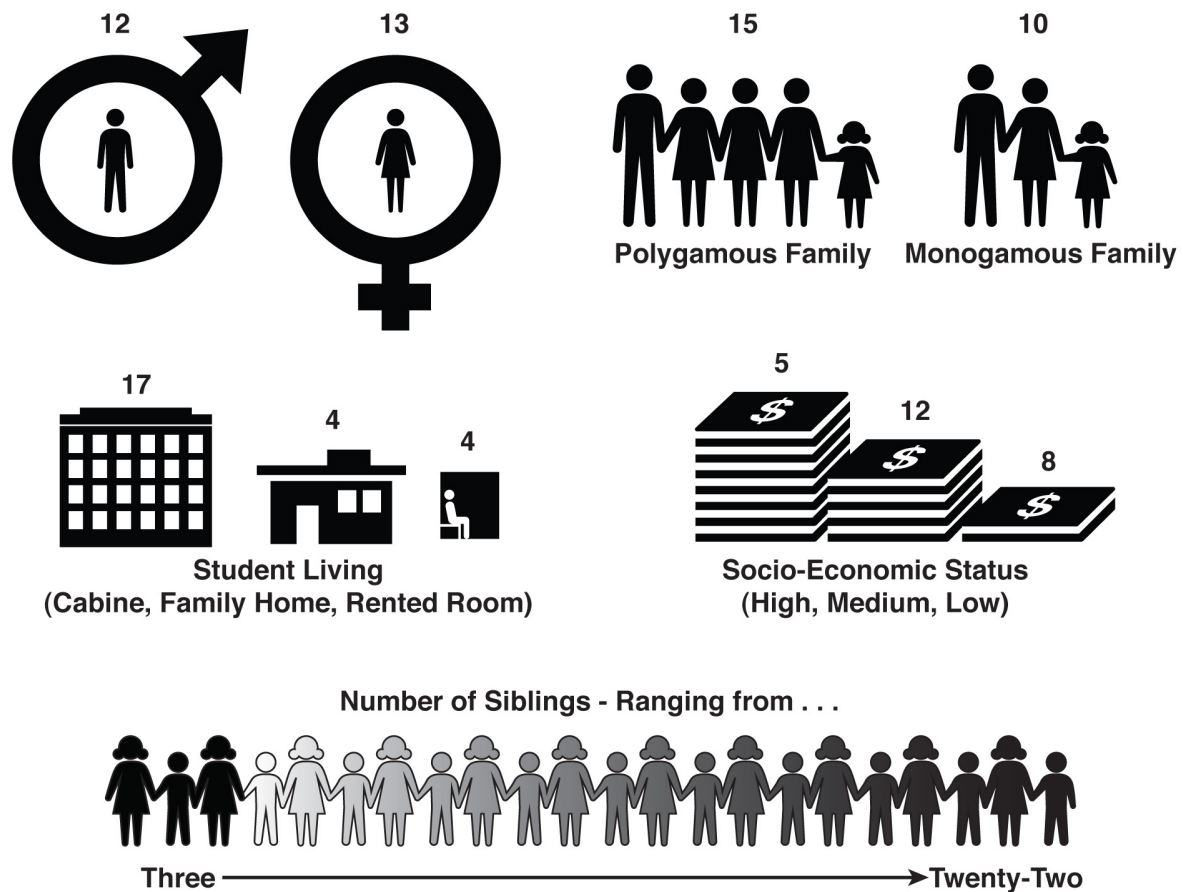 12
13
15
10
Polygamous Family
Monogamous Family
17
4
4
Student Living
(Cabine, Family Home, Rented Room)
5
12
8
$
$
$
Socio-Economic Status
(High, Medium, Low)
Number of Siblings - Ranging from . . .
Three
Twenty-Two